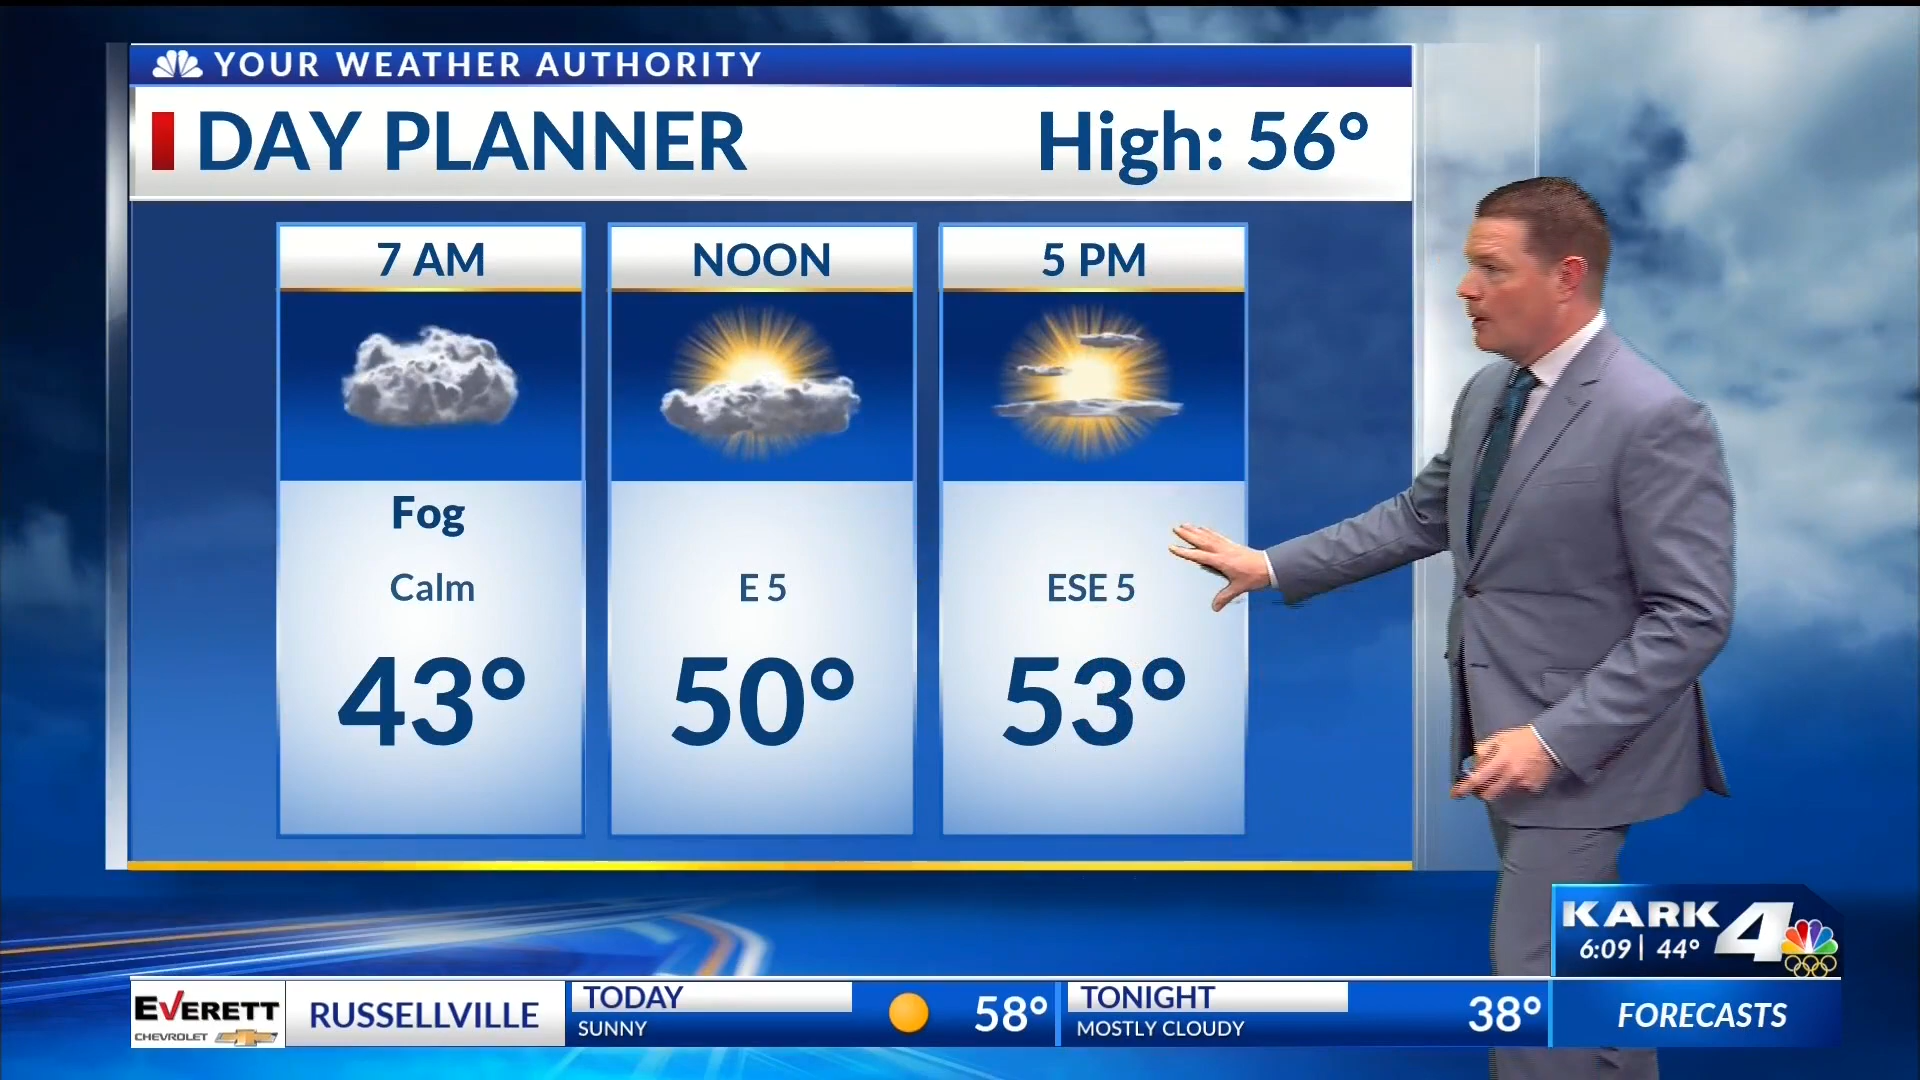 YOUR WEATHER AUTHORITY
DAY PLANNER
High: 56°
7 AM
NOON
5 PM
Fog
Calm
E 5
ESE 5
43°
50°
53°
KARK 4
6:09 | 44°
EVERETT
CHEVROLET
RUSSELLVILLE
TODAY
SUNNY
58°
TONIGHT
MOSTLY CLOUDY
38°
FORECASTS